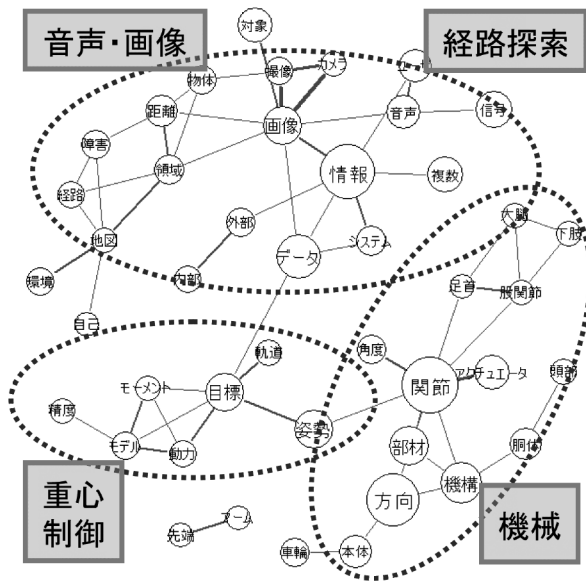 音声・画像
経路探索
対象
物体
撮像
カメラ
距離
画像
音声
信号
障害
領域
情報
複数
経路
地図
外部
システム
データ
内部
環境
自己
大腿
下肢
足首
股関節
角度
関節
アクチュエータ
頭部
軌道
モーメント
目標
精度
姿勢
モデル
動力
部材
胴体
機構
方向
アーム
先端
車輪
本体
重心
制御
機械